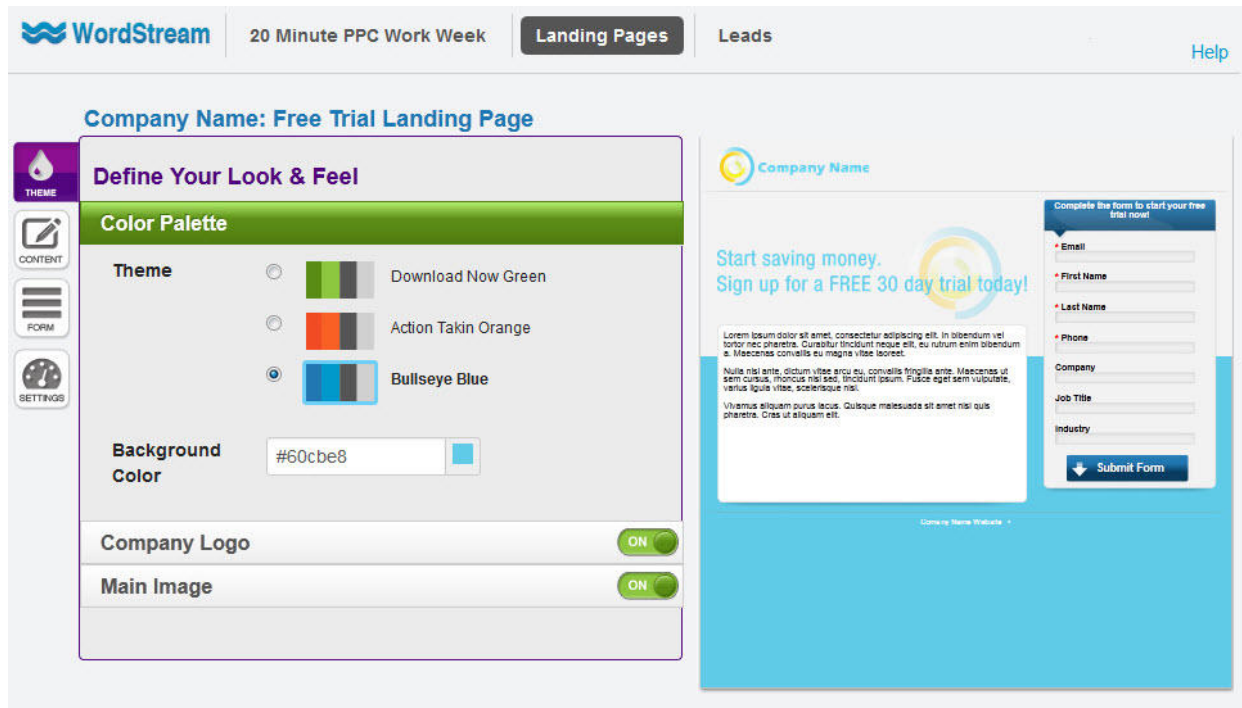 WordStream
20 Minute PPC Work Week
Landing Pages
Leads
Help
Company Name: Free Trial Landing Page
THEME
CONTENT
FORM
SETTINGS
Define Your Look & Feel
Color Palette
Theme
Download Now Green
Action Takin Orange
Bullseye Blue
Background
Color
#60cbe8
Company Logo
ON
Main Image
ON
Company Name
Start saving money.
Sign up for a FREE 30 day trial today!
Lorem ipsum dolor sit amet, consectetur adipiscing elit. In bibendum vel
tortor nec pharetra. Curabitur tincidunt neque elit, eu rutrum enim bibendum
a. Maecenas convallis eu magna vitae laoreet.
Nulla nisi ante, dictum vitae arcu eu, convallis fringilla ante. Maecenas ut
sem cursus, rhoncus nisl sed, tincidunt ipsum. Fusce eget sem vulputate,
varius ligula vitae, scelerisque nisl.
Vivamus aliquam purus lacus. Quisque malesuada sit amet nisl quis
pharetra. Cras ut aliquam elit.
Complete the form to start your free
trial now!
* Email
* First Name
* Last Name
* Phone
Company
Job Title
Industry
Submit Form
Name Website